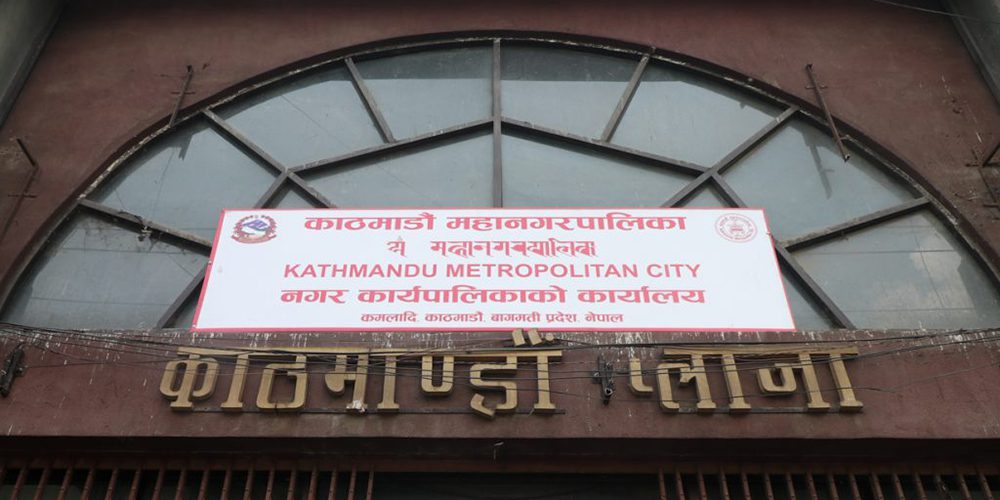 काठमाडौं महानगरपालिका
KATHMANDU METROPOLITAN CITY
नगर कार्यपालिकाको कार्यालय
कमलादि, काठमाडौं, बागमती प्रदेश, नेपाल
काठमाण्डौ प्लाजा